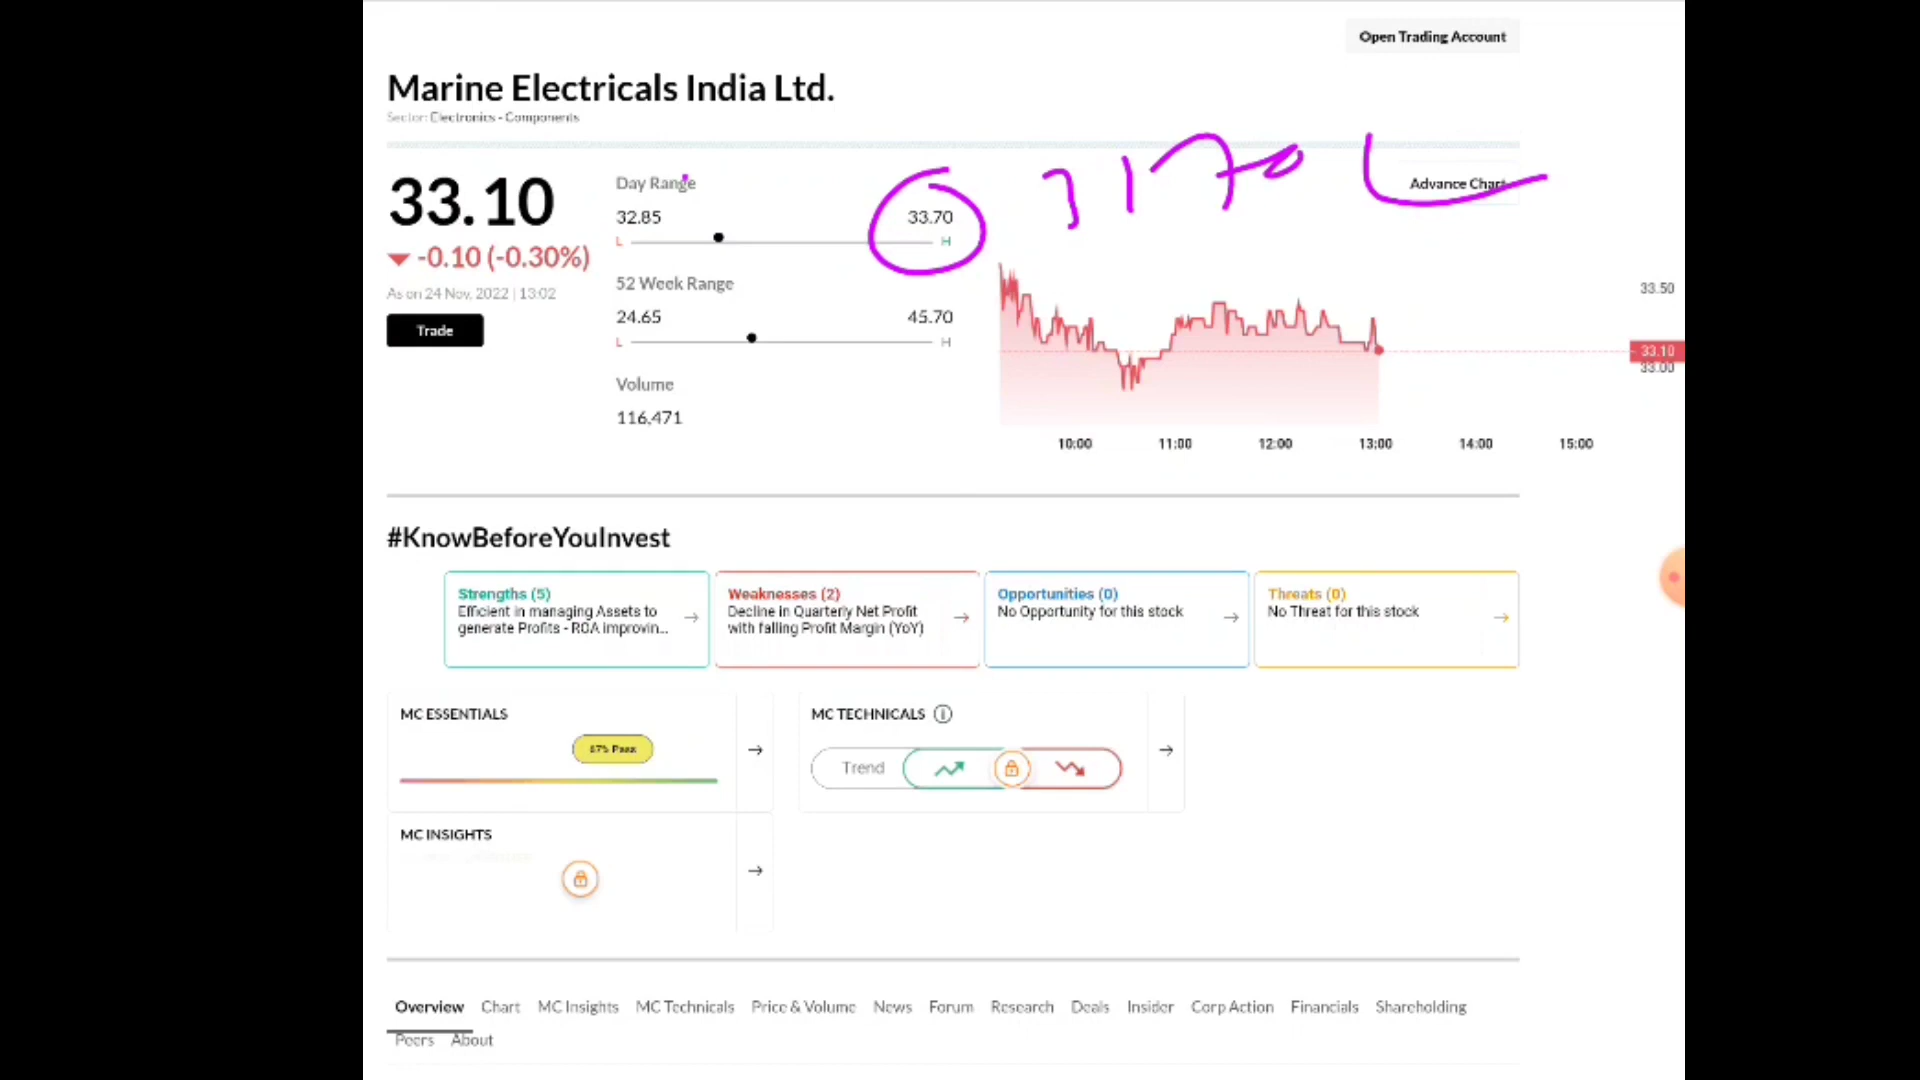 Open Trading Account
Marine Electricals India Ltd.
Sector: Electronics - Components
33.10
-0.10 (-0.30%)
As on 24 Nov, 2022 | 13:02
Trade
Day Range
32.85 33.70
L H
52 Week Range
24.65 45.70
L H
Volume
116,471
Advance Chart
33.50
33.10
33.00
10:00 11:00 12:00 13:00 14:00 15:00
#KnowBeforeYouInvest
Strengths (5)
Efficient in managing Assets to
generate Profits - ROA improvin...
Weaknesses (2)
Decline in Quarterly Net Profit
with falling Profit Margin (YoY)
Opportunities (0)
No Opportunity for this stock
Threats (0)
No Threat for this stock
MC ESSENTIALS
67% Pass
MC TECHNICALS
Trend
MC INSIGHTS
Overview Chart MC Insights MC Technicals Price & Volume News Forum Research Deals Insider Corp Action Financials Shareholding
Peers About